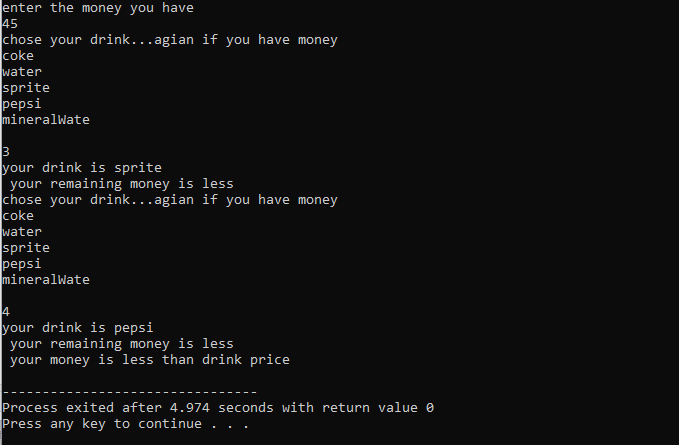 enter the money you have
45
chose your drink...agian if you have money
coke
water
sprite
pepsi
mineralWate
3
your drink is sprite
your remaining money is less
chose your drink...agian if you have money
coke
water
sprite
pepsi
mineralWate
4
your drink is pepsi
your remaining money is less
your money is less than drink price
--------------------------------
Process exited after 4.974 seconds with return value 0
Press any key to continue . . .